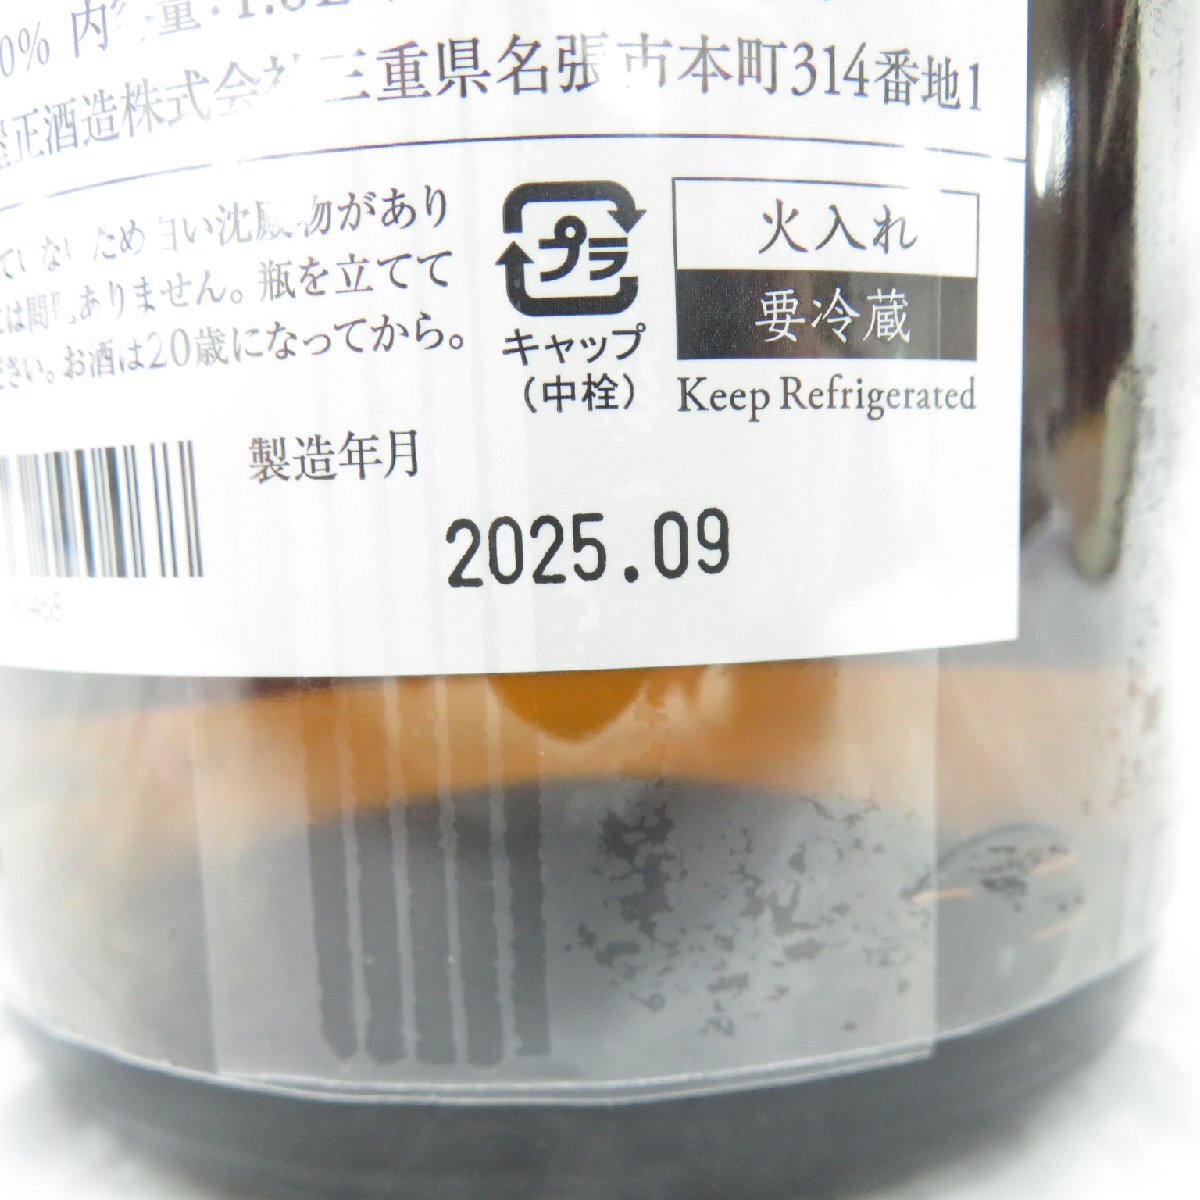 0% 内容量・1.8L
屋正酒造株式会社 三重県名張市本町314番地1
ていないため白い沈殿物があり
は問題ありません。瓶を立てて
ださい。お酒は20歳になってから。
プラ
キャップ
（中栓）
火入れ
要冷蔵
Keep Refrigerated
製造年月
2025.09